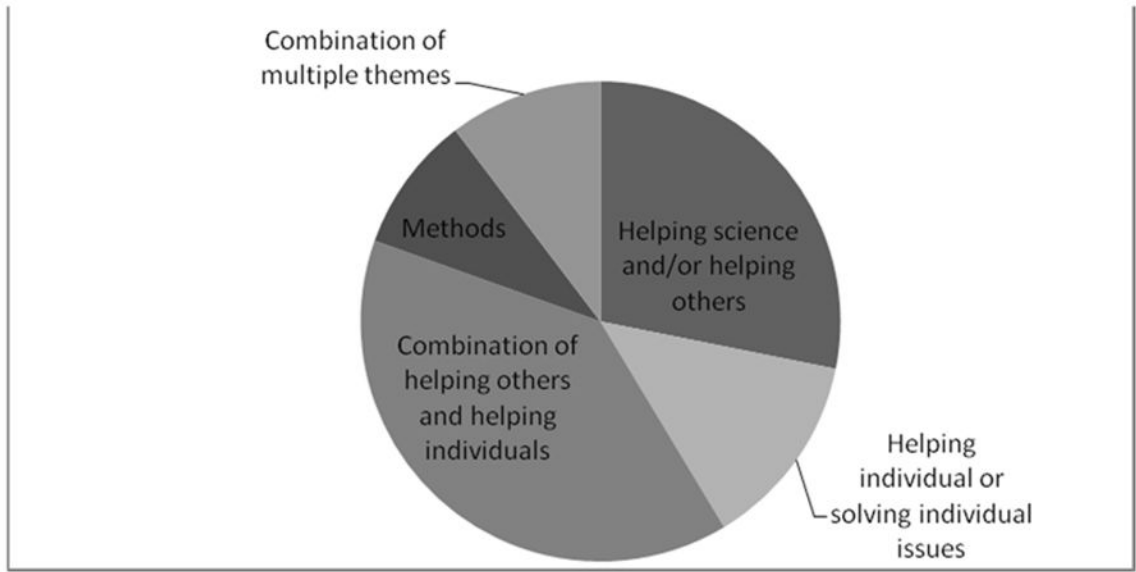 Combination of
multiple themes
Methods
Helping science
and/or helping
others
Combination of
helping others
and helping
individuals
Helping
individual or
solving individual
issues